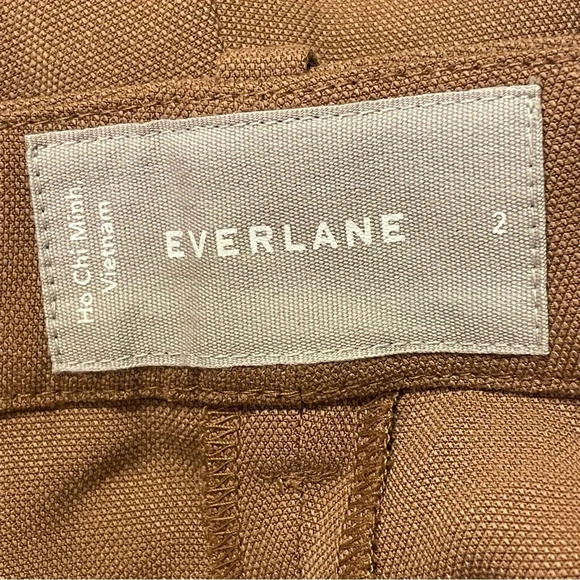 Ho Chi Minh
Vietnam
EVERLANE
2